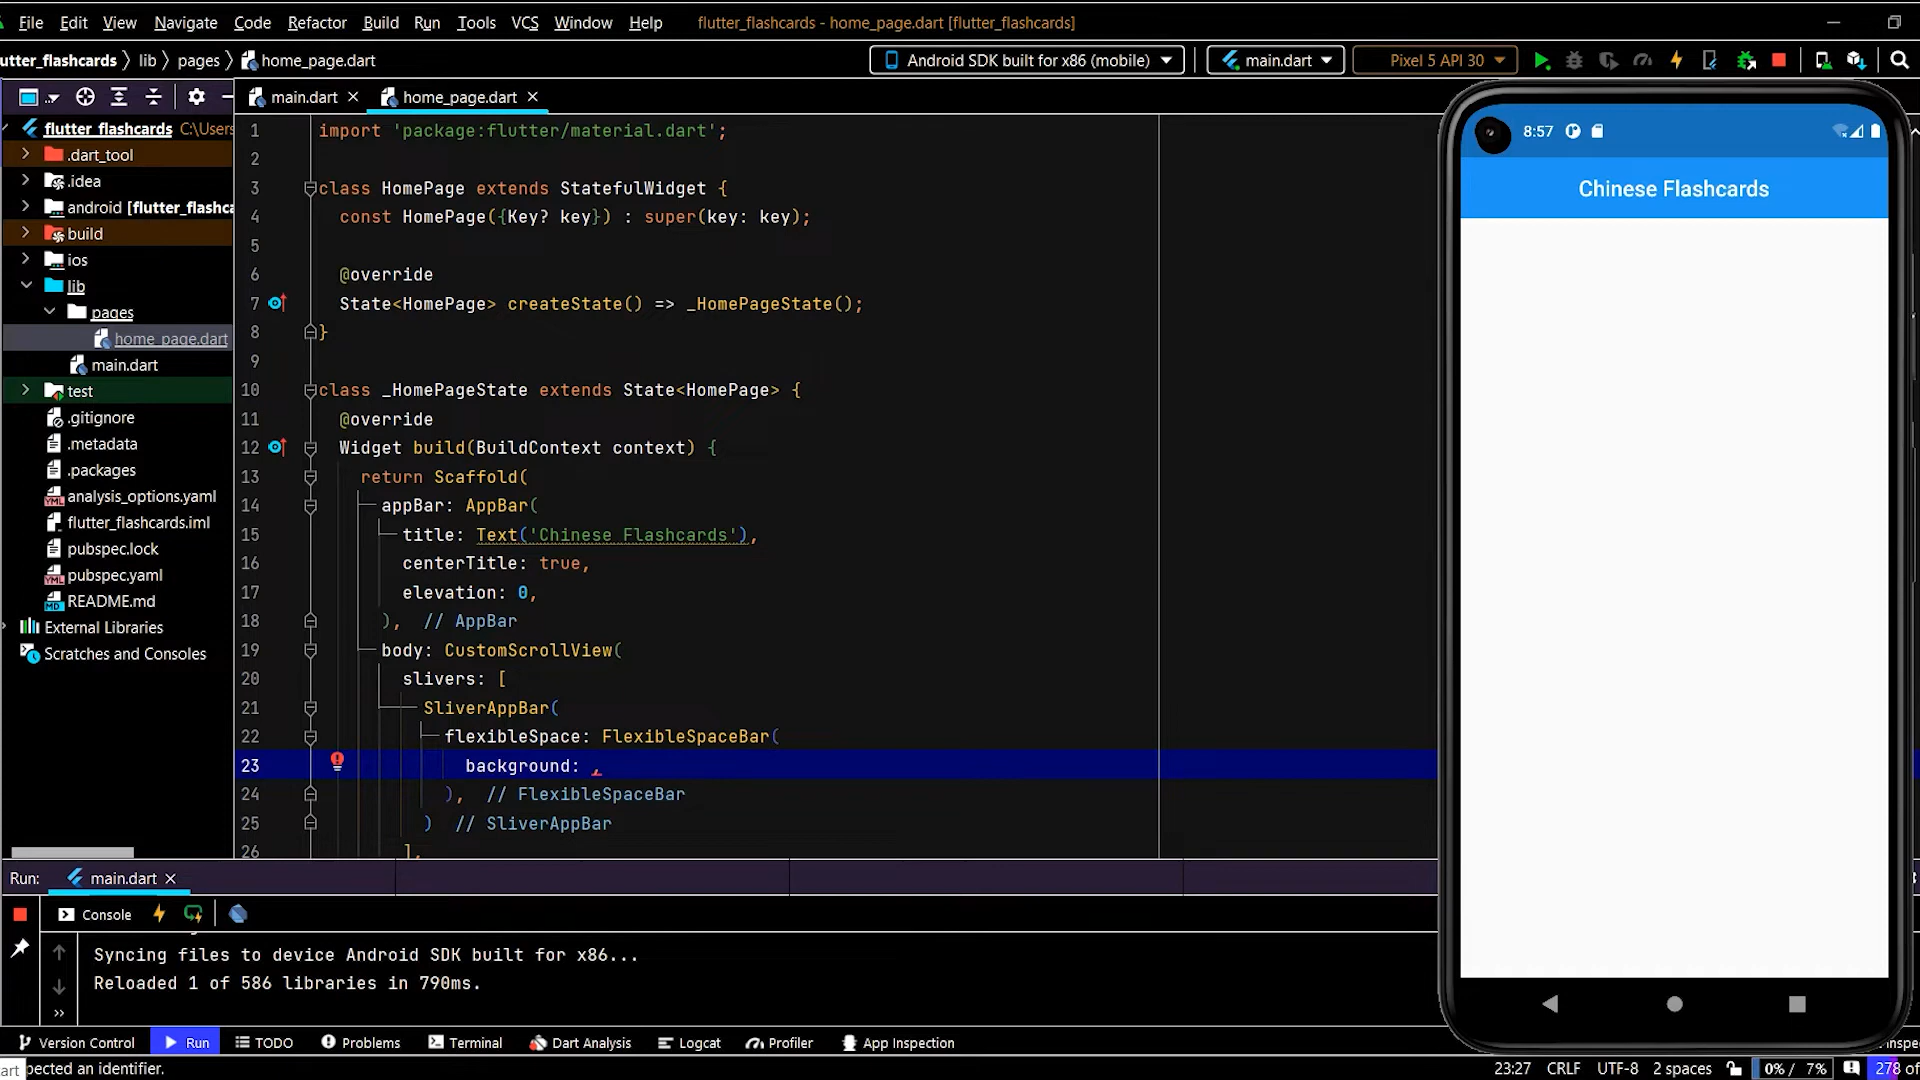 File Edit View Navigate Code Refactor Build Run Tools VCS Window Help flutter_flashcards - home_page.dart [flutter_flashcards]
utter_flashcards lib pages home_page.dart Android SDK built for x86 (mobile) main.dart Pixel 5 API 30
main.dart home_page.dart
flutter_flashcards C:\Users
.dart_tool
.idea
android [flutter_flashca
build
ios
lib
pages
home_page.dart
main.dart
test
.gitignore
.metadata
.packages
analysis_options.yaml
flutter_flashcards.iml
pubspec.lock
pubspec.yaml
README.md
External Libraries
Scratches and Consoles
1 import 'package:flutter/material.dart';
2
3 class HomePage extends StatefulWidget {
4 const HomePage({Key? key}) : super(key: key);
5
6 @override
7 State<HomePage> createState() => _HomePageState();
8 }
9
10 class _HomePageState extends State<HomePage> {
11 @override
12 Widget build(BuildContext context) {
13 return Scaffold(
14 appBar: AppBar(
15 title: Text('Chinese Flashcards'),
16 centerTitle: true,
17 elevation: 0,
18 ), // AppBar
19 body: CustomScrollView(
20 slivers: [
21 SliverAppBar(
22 flexibleSpace: FlexibleSpaceBar(
23 background: ,
24 ), // FlexibleSpaceBar
25 ) // SliverAppBar
26 ],
8:57
Chinese Flashcards
Run: main.dart
Console
Syncing files to device Android SDK built for x86...
Reloaded 1 of 586 libraries in 790ms.
Version Control Run TODO Problems Terminal Dart Analysis Logcat Profiler App Inspection
pected an identifier. 23:27 CRLF UTF-8 2 spaces 0% / 7% 278 of